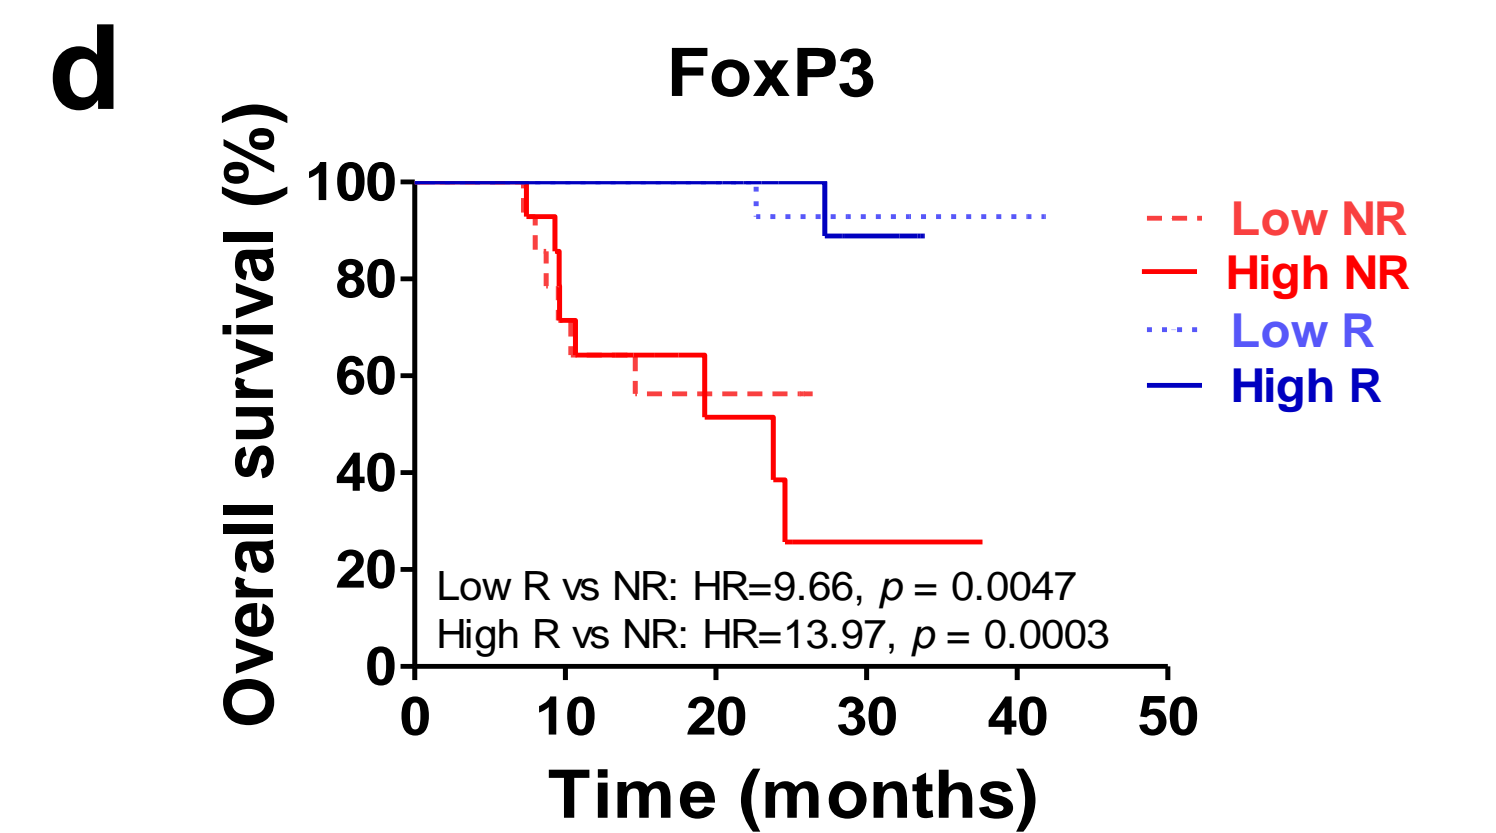 d
FoxP3
Overall survival (%)
100
80
60
40
20
0
Low NR
High NR
Low R
High R
Low R vs NR: HR=9.66, p = 0.0047
High R vs NR: HR=13.97, p = 0.0003
0 10 20 30 40 50
Time (months)